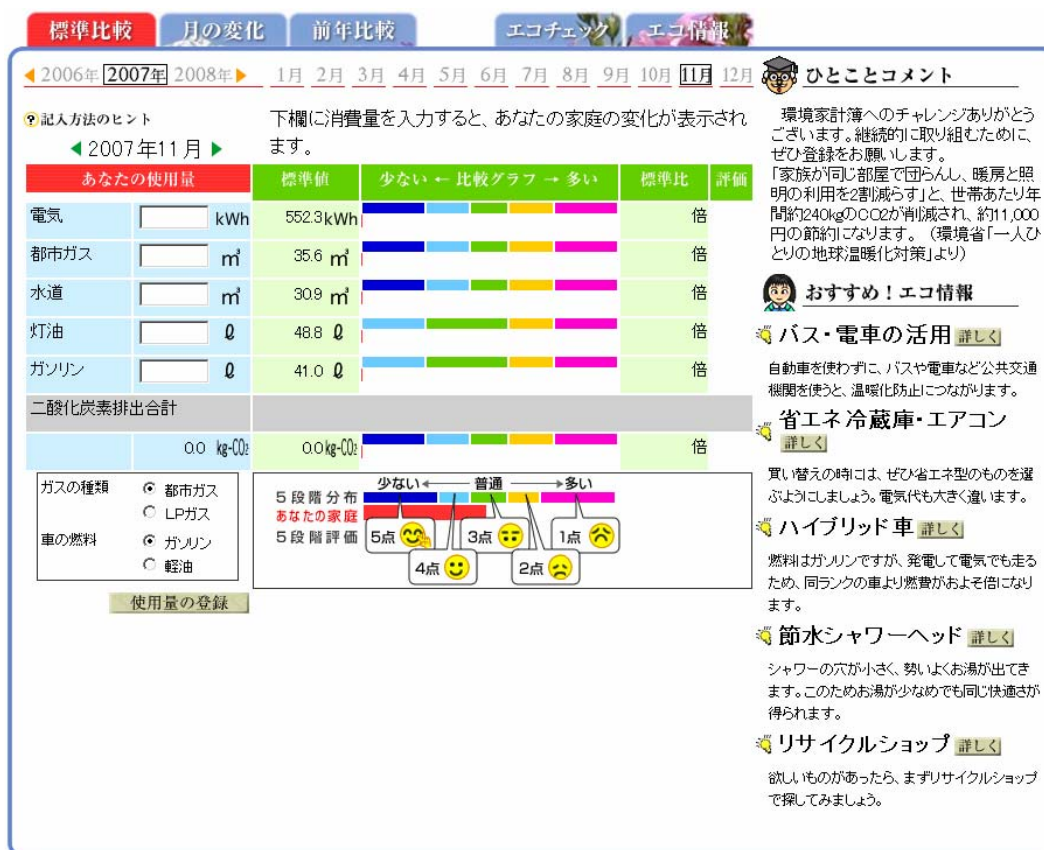 標準比較 月の変化 前年比較 エコチェック エコ情報
2006年 2007年 2008年 1月 2月 3月 4月 5月 6月 7月 8月 9月 10月 11月 12月
記入方法のヒント
2007年11月
下欄に消費量を入力すると、あなたの家庭の変化が表示され
ます。
あなたの使用量 標準値 少ない ← 比較グラフ → 多い 標準比 評価
電気 kWh 552.3kWh 倍
都市ガス ㎥ 35.6 ㎥ 倍
水道 ㎥ 30.9 ㎥ 倍
灯油 ℓ 48.8 ℓ 倍
ガソリン ℓ 41.0 ℓ 倍
二酸化炭素排出合計
0.0 kg-CO₂ 0.0kg-CO₂ 倍
ガスの種類 都市ガス
LPガス
車の燃料 ガソリン
軽油
使用量の登録
少ない← 普通 →多い
5段階分布
あなたの家庭
5段階評価 5点 3点 1点
4点 2点
ひとことコメント
環境家計簿へのチャレンジありがとう
ございます。継続的に取り組むために、
ぜひ登録をお願いします。
「家族が同じ部屋で団らんし、暖房と照
明の利用を2割減らす」と、世帯あたり年
間約240kgのCO2が削減され、約11,000
円の節約になります。（環境省「一人ひ
とりの地球温暖化対策」より）
おすすめ！エコ情報
バス・電車の活用 詳しく
自動車を使わずに、バスや電車など公共交通
機関を使うと、温暖化防止につながります。
省エネ冷蔵庫・エアコン
詳しく
買い替えの時には、ぜひ省エネ型のものを選
ぶようにしましょう。電気代も大きく違います。
ハイブリッド車 詳しく
燃料はガソリンですが、発電して電気でも走る
ため、同ランクの車より燃費がおよそ倍になり
ます。
節水シャワーヘッド 詳しく
シャワーの穴が小さく、勢いよくお湯が出てき
ます。このためお湯が少なめでも同じ快適さが
得られます。
リサイクルショップ 詳しく
欲しいものがあったら、まずリサイクルショップ
で探してみましょう。